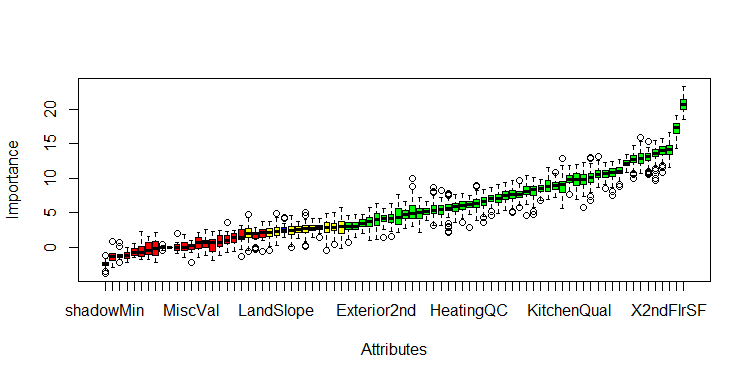 20
15
10
5
0
Importance
shadowMin MiscVal LandSlope Exterior2nd HeatingQC KitchenQual X2ndFlrSF
Attributes